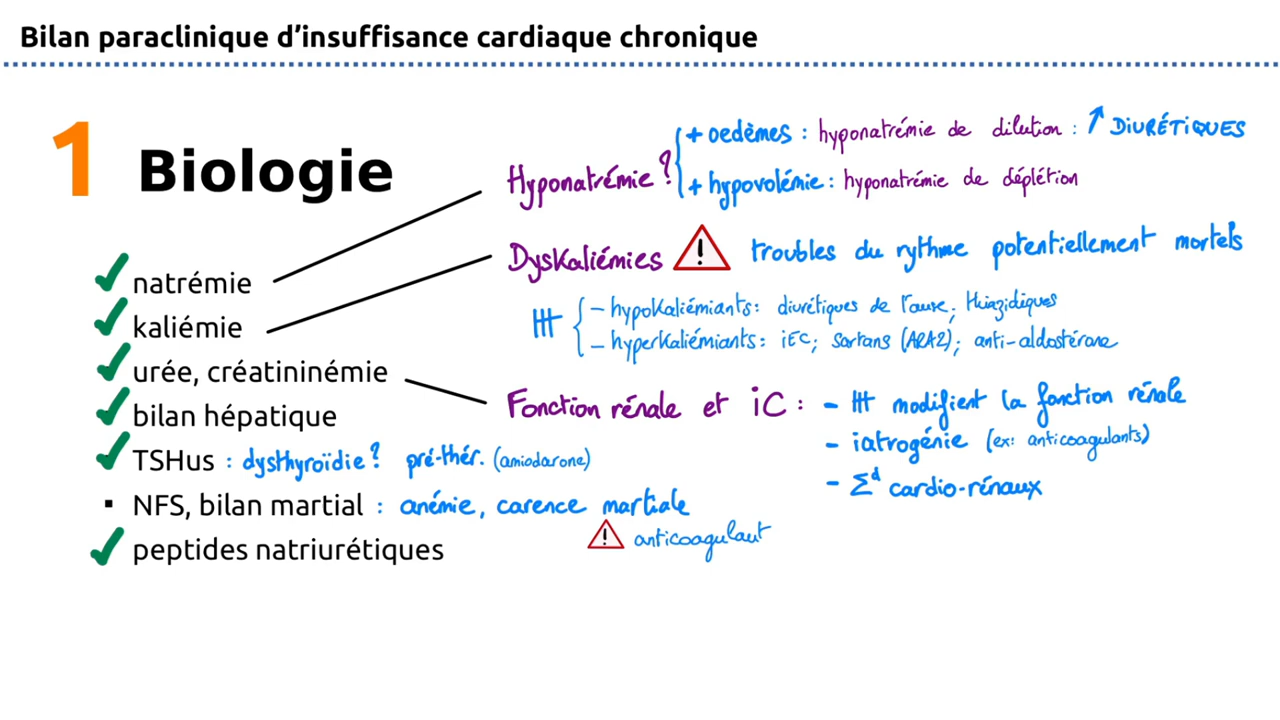 Bilan paraclinique d'insuffisance cardiaque chronique
1 Biologie
Hyponatrémie ?
+ oedèmes : hyponatrémie de dilution : ↗ DIURÉTIQUES
+ hypovolémie : hyponatrémie de déplétion
Dyskaliémies ! troubles du rythme potentiellement mortels
ttt
- hypokaliémiants : diurétiques de l'anse, thiazidiques
- hyperkaliémiants : iEC, sartans (ARA2), anti-aldostérone
Fonction rénale et iC :
- ttt modifient la fonction rénale
- iatrogénie (ex: anticoagulants)
- Σd cardio-rénaux
✓ natrémie
✓ kaliémie
✓ urée, créatininémie
✓ bilan hépatique
✓ TSHus : dysthyroïdie ? pré-thér. (amiodarone)
▪ NFS, bilan martial : anémie, carence martiale
! anticoagulant
✓ peptides natriurétiques